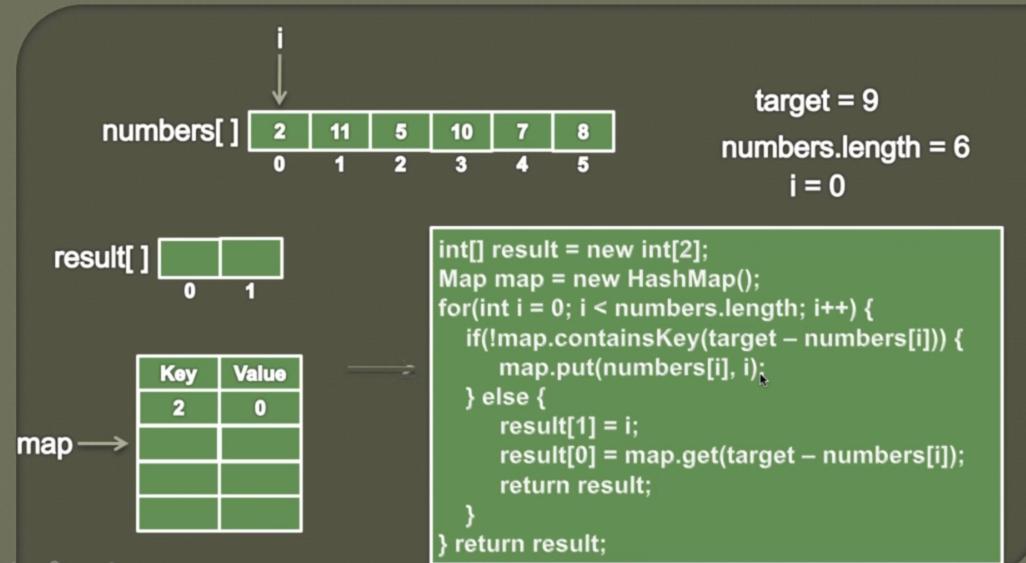 i
numbers[ ] 2 11 5 10 7 8
0 1 2 3 4 5
target = 9
numbers.length = 6
i = 0
result[ ]
0 1
Key Value
2 0
map
int[] result = new int[2];
Map map = new HashMap();
for(int i = 0; i < numbers.length; i++) {
if(!map.containsKey(target – numbers[i])) {
map.put(numbers[i], i);
} else {
result[1] = i;
result[0] = map.get(target – numbers[i]);
return result;
}
} return result;